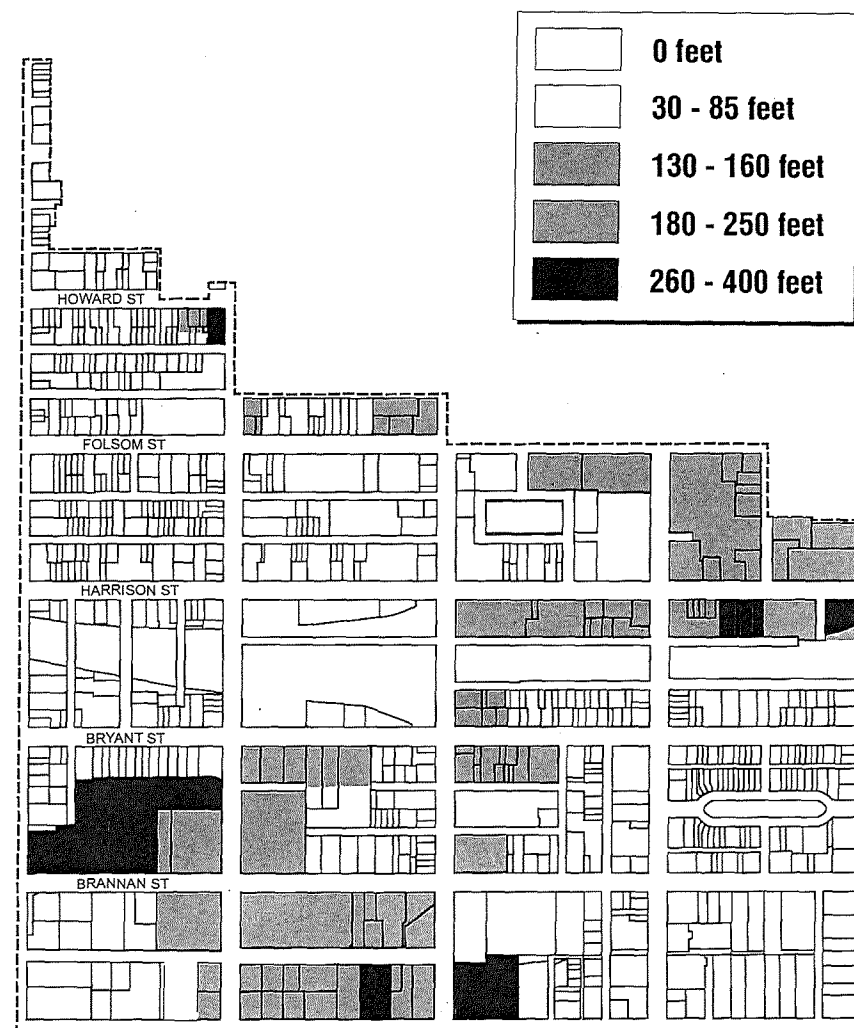 0 feet
30 - 85 feet
130 - 160 feet
180 - 250 feet
260 - 400 feet
HOWARD ST
FOLSOM ST
HARRISON ST
BRYANT ST
BRANNAN ST